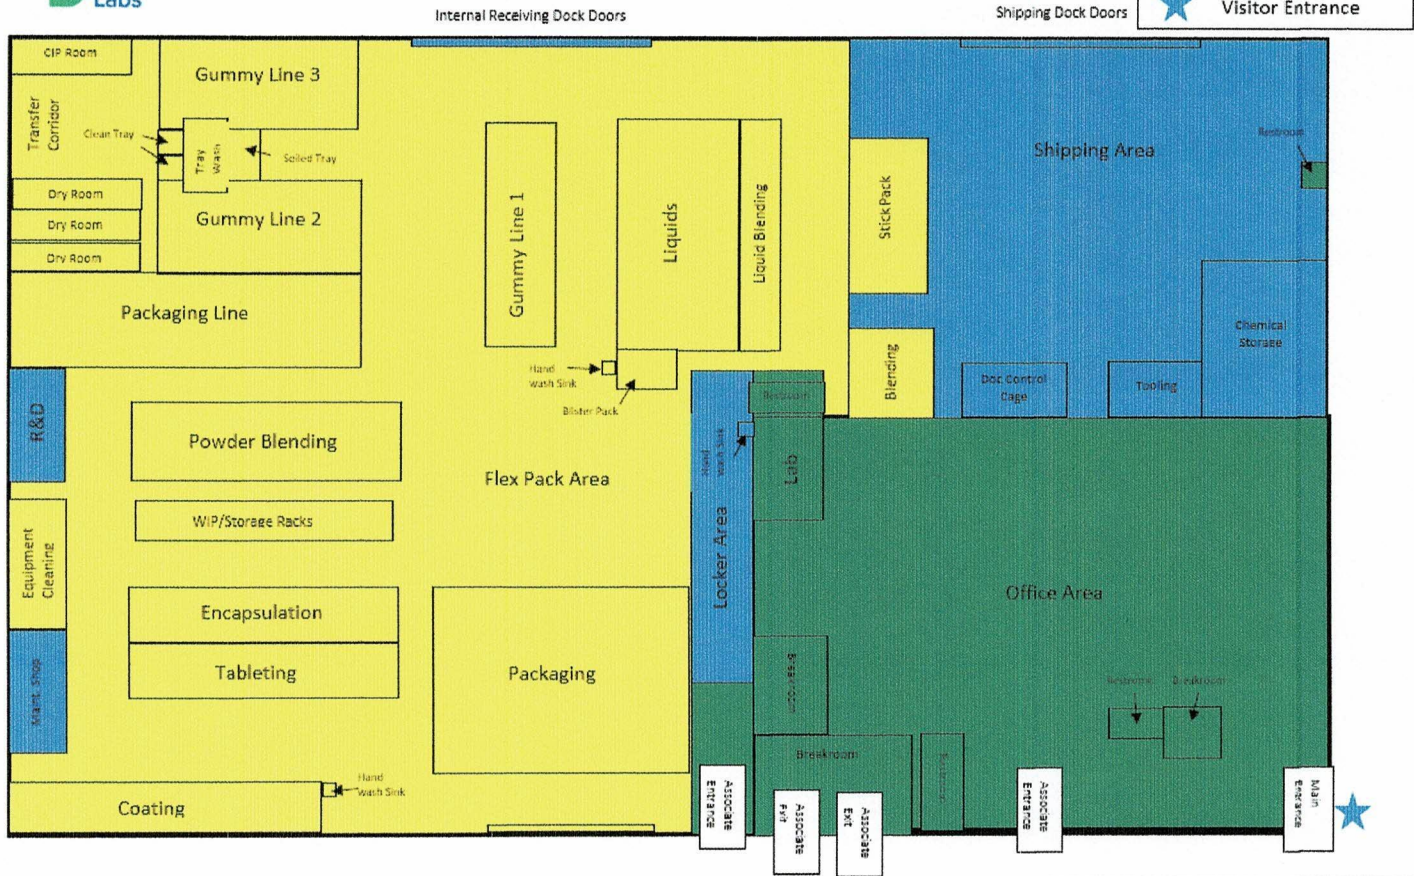 Labs
Internal Receiving Dock Doors
Shipping Dock Doors
Visitor Entrance
CIP Room
Gummy Line 3
Transfer
Corridor
Clean Tray
Tray
Wash
Soiled Tray
Dry Room
Dry Room
Dry Room
Gummy Line 2
Packaging Line
Gummy Line 1
Liquids
Liquid Blending
Stick Pack
Shipping Area
Restroom
Chemical
Storage
Blending
Doc Control
Cage
Tooling
Hand
wash Sink
Blister Pack
Restroom
R&D
Powder Blending
Flex Pack Area
Hand
wash Sink
Lab
WIP/Storage Racks
Equipment
Cleaning
Locker Area
Office Area
Encapsulation
Tableting
Packaging
Maint. Shop
Breakroom
Restrooms
Breakroom
Breakroom
Hand
wash Sink
Coating
Associate
Entrance
Associate
Exit
Associate
Exit
Associate
Entrance
Main
Entrance